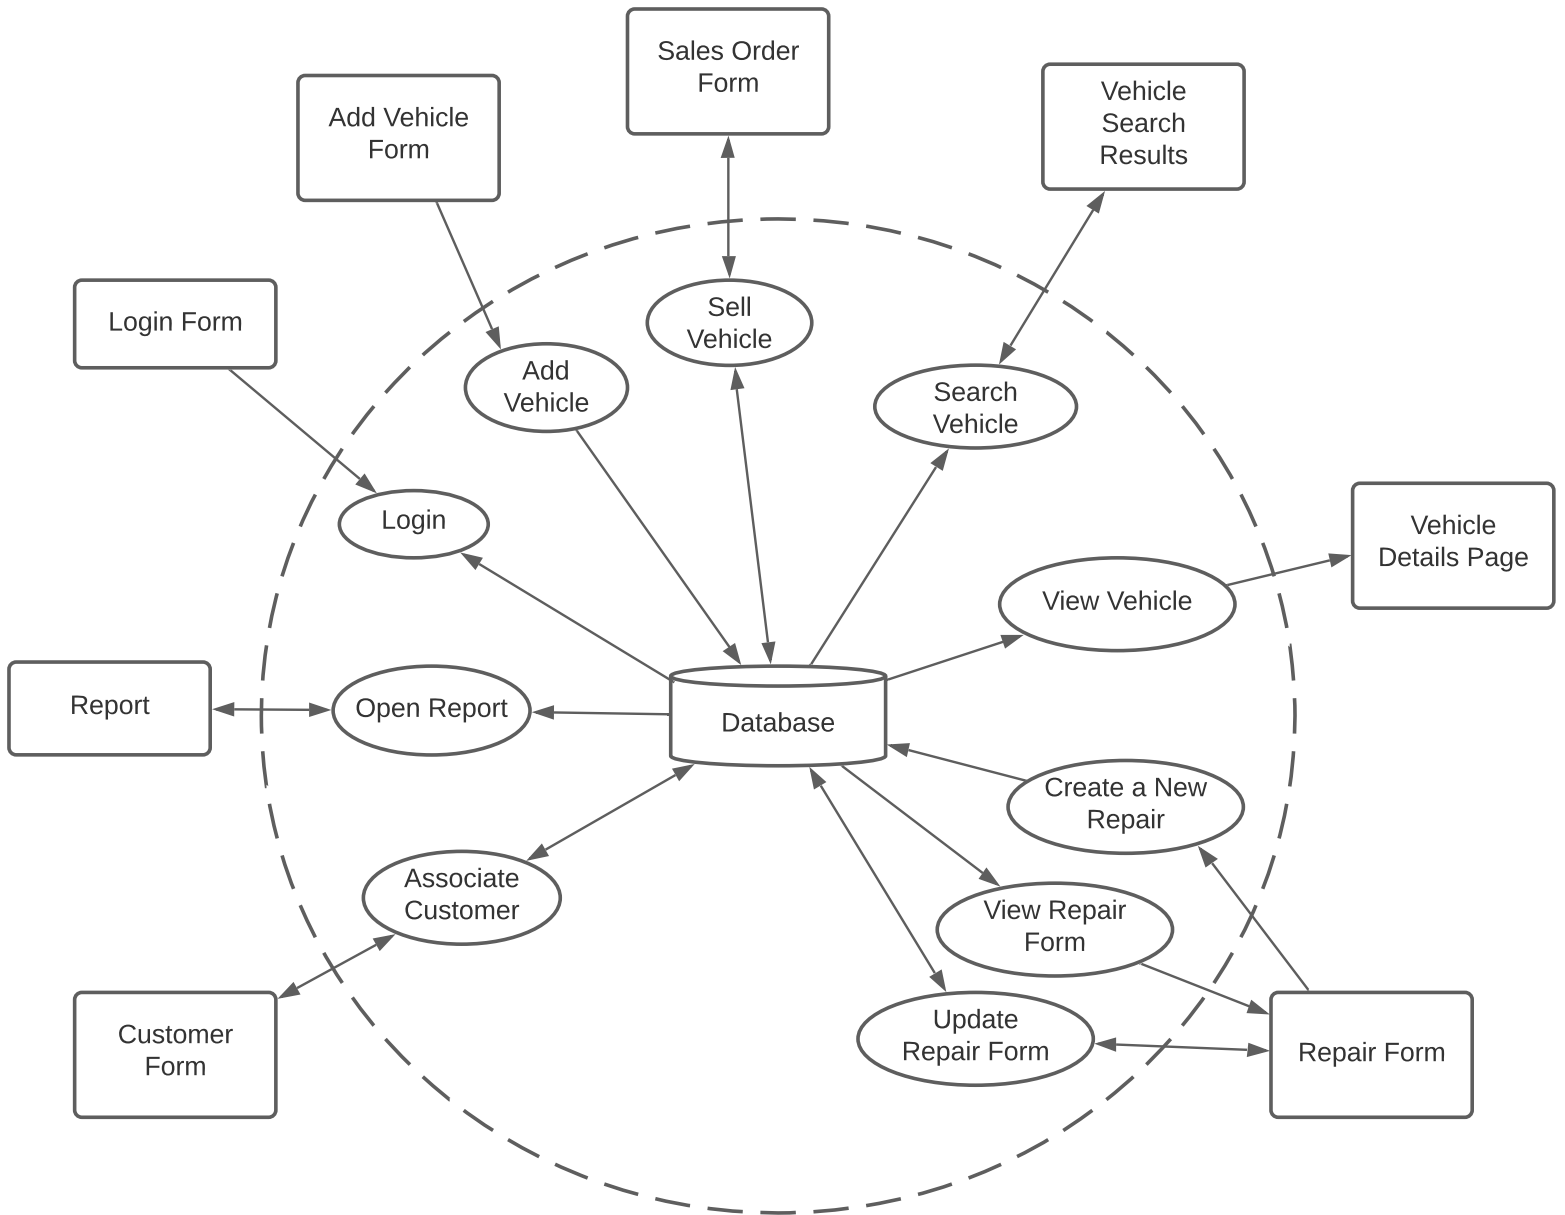 Sales Order
Form
Vehicle
Search
Results
Add Vehicle
Form
Login Form
Sell
Vehicle
Add
Vehicle
Search
Vehicle
Login
Vehicle
Details Page
View Vehicle
Report
Open Report
Database
Create a New
Repair
Associate
Customer
View Repair
Form
Customer
Form
Update
Repair Form
Repair Form